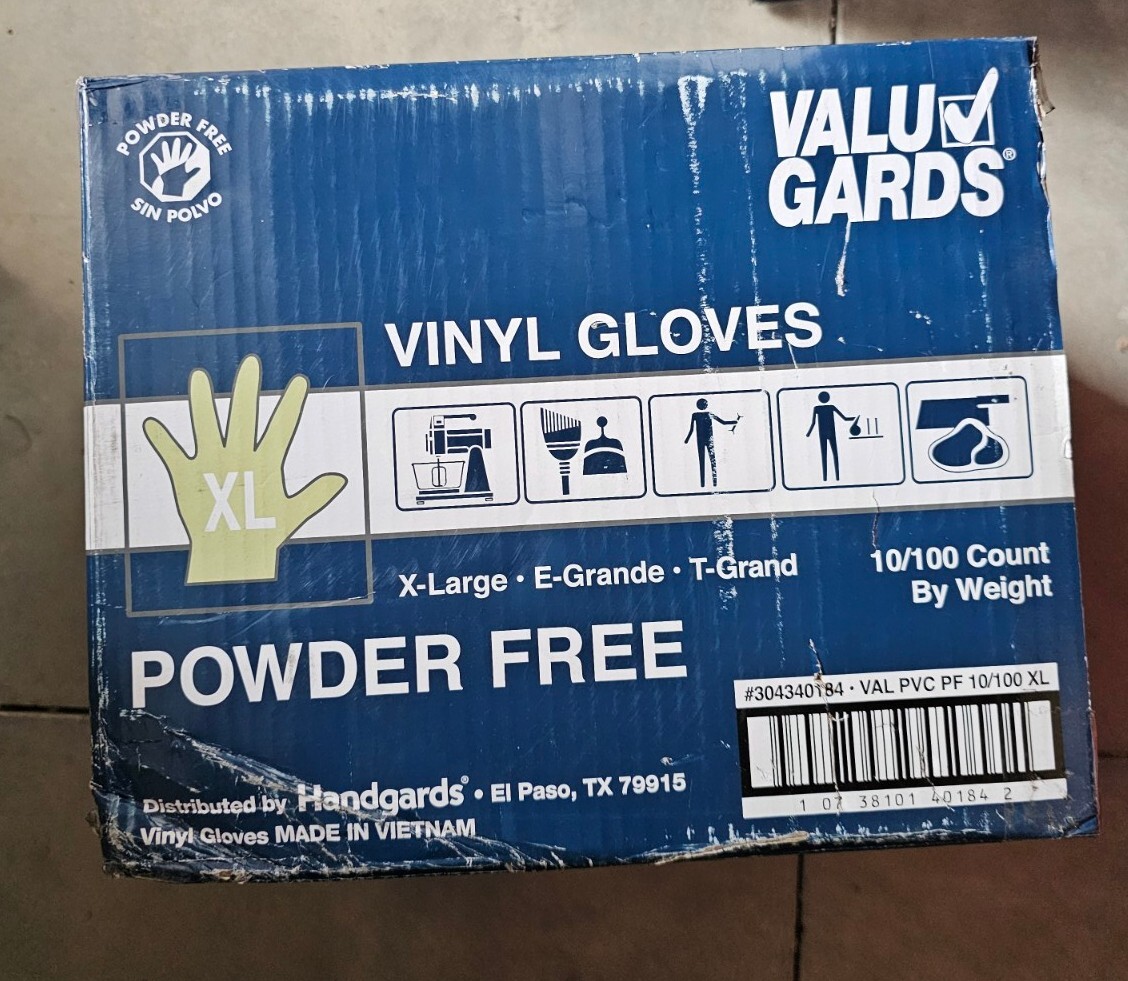 POWDER FREE
SIN POLVO
VALU
GARDS®
VINYL GLOVES
XL
X-Large • E-Grande • T-Grand
10/100 Count
By Weight
POWDER FREE
#304340184 • VAL PVC PF 10/100 XL
1 07 38101 40184 2
Distributed by Handgards® • El Paso, TX 79915
Vinyl Gloves MADE IN VIETNAM